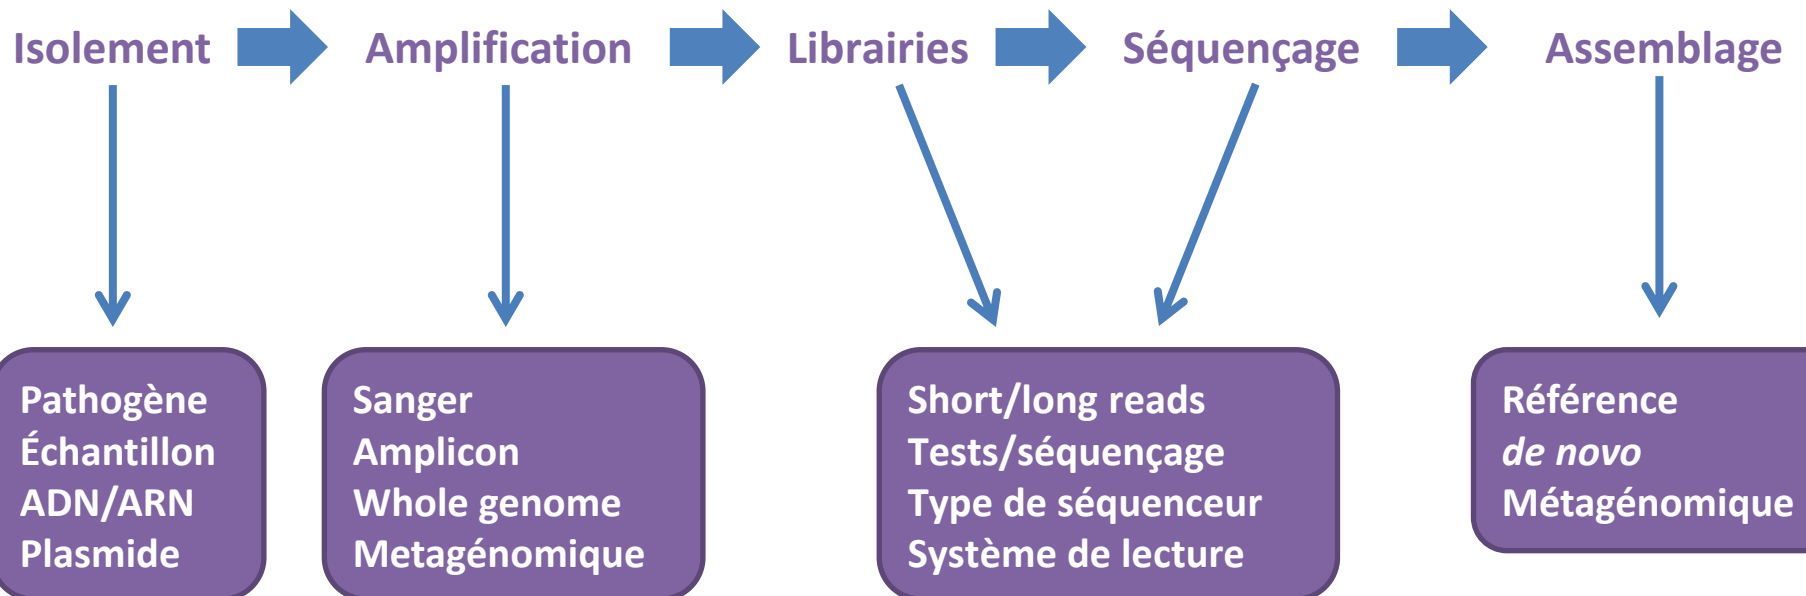 Isolement Amplification Librairies Séquençage Assemblage
Pathogène
Échantillon
ADN/ARN
Plasmide
Sanger
Amplicon
Whole genome
Metagénomique
Short/long reads
Tests/séquençage
Type de séquenceur
Système de lecture
Référence
de novo
Métagénomique